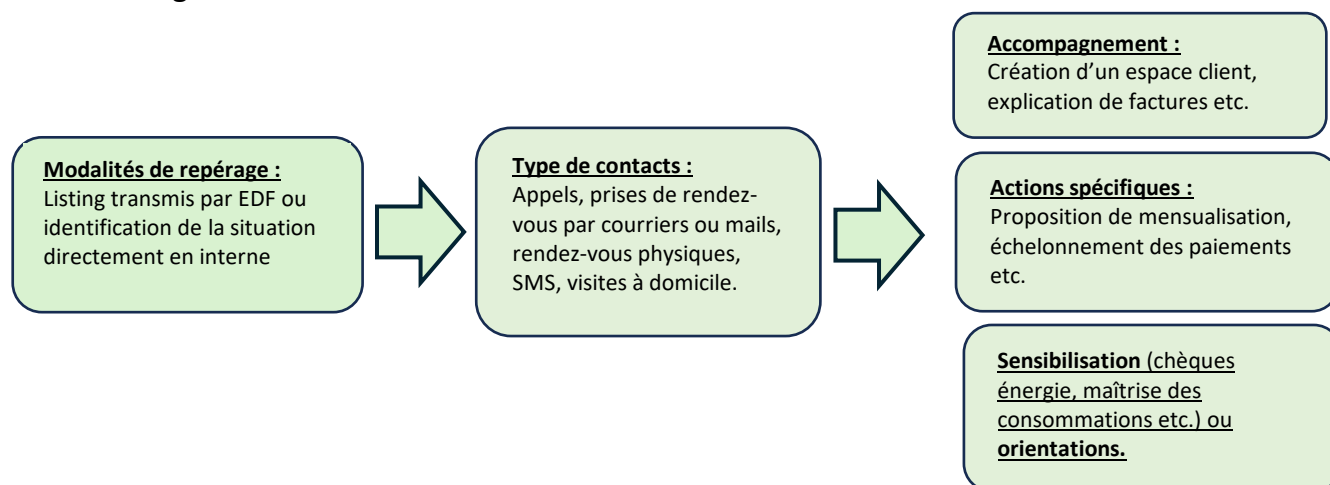 Modalités de repérage :
Listing transmis par EDF ou
identification de la situation
directement en interne
Type de contacts :
Appels, prises de rendez-
vous par courriers ou mails,
rendez-vous physiques,
SMS, visites à domicile.
Accompagnement :
Création d’un espace client,
explication de factures etc.
Actions spécifiques :
Proposition de mensualisation,
échelonnement des paiements
etc.
Sensibilisation (chèques
énergie, maîtrise des
consommations etc.) ou
orientations.